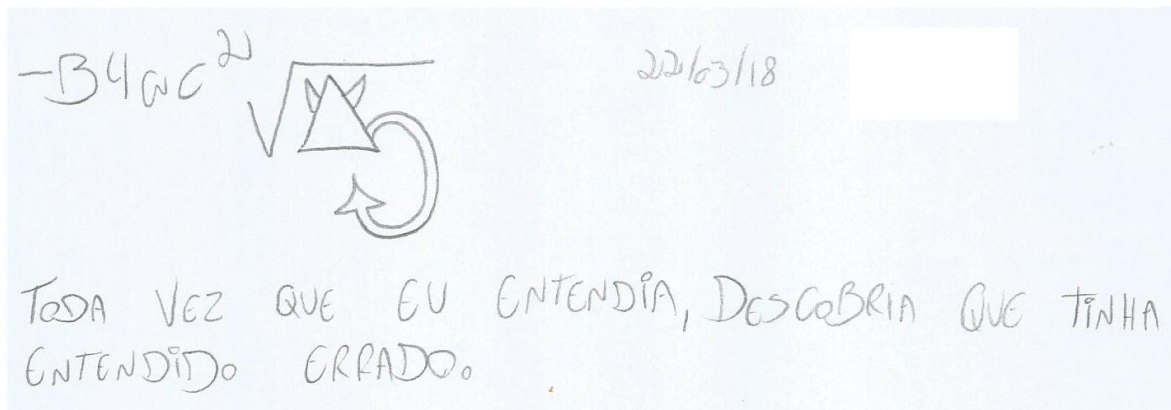 -B4ac² √Δ 22/03/18
TODA VEZ QUE EU ENTENDIA, DESCOBRIA QUE TINHA
ENTENDIDO ERRADO.